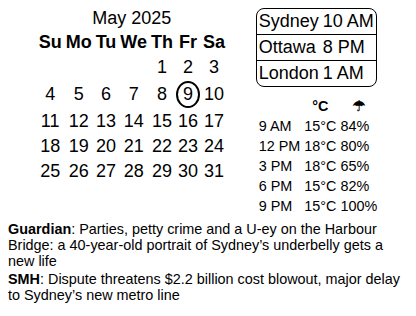 May 2025
Su Mo Tu We Th Fr Sa
1 2 3
4 5 6 7 8 9 10
11 12 13 14 15 16 17
18 19 20 21 22 23 24
25 26 27 28 29 30 31
Sydney 10 AM
Ottawa 8 PM
London 1 AM
°C ☂
9 AM 15°C 84%
12 PM 18°C 80%
3 PM 18°C 65%
6 PM 15°C 82%
9 PM 15°C 100%
Guardian: Parties, petty crime and a U-ey on the Harbour
Bridge: a 40-year-old portrait of Sydney’s underbelly gets a
new life
SMH: Dispute threatens $2.2 billion cost blowout, major delay
to Sydney’s new metro line